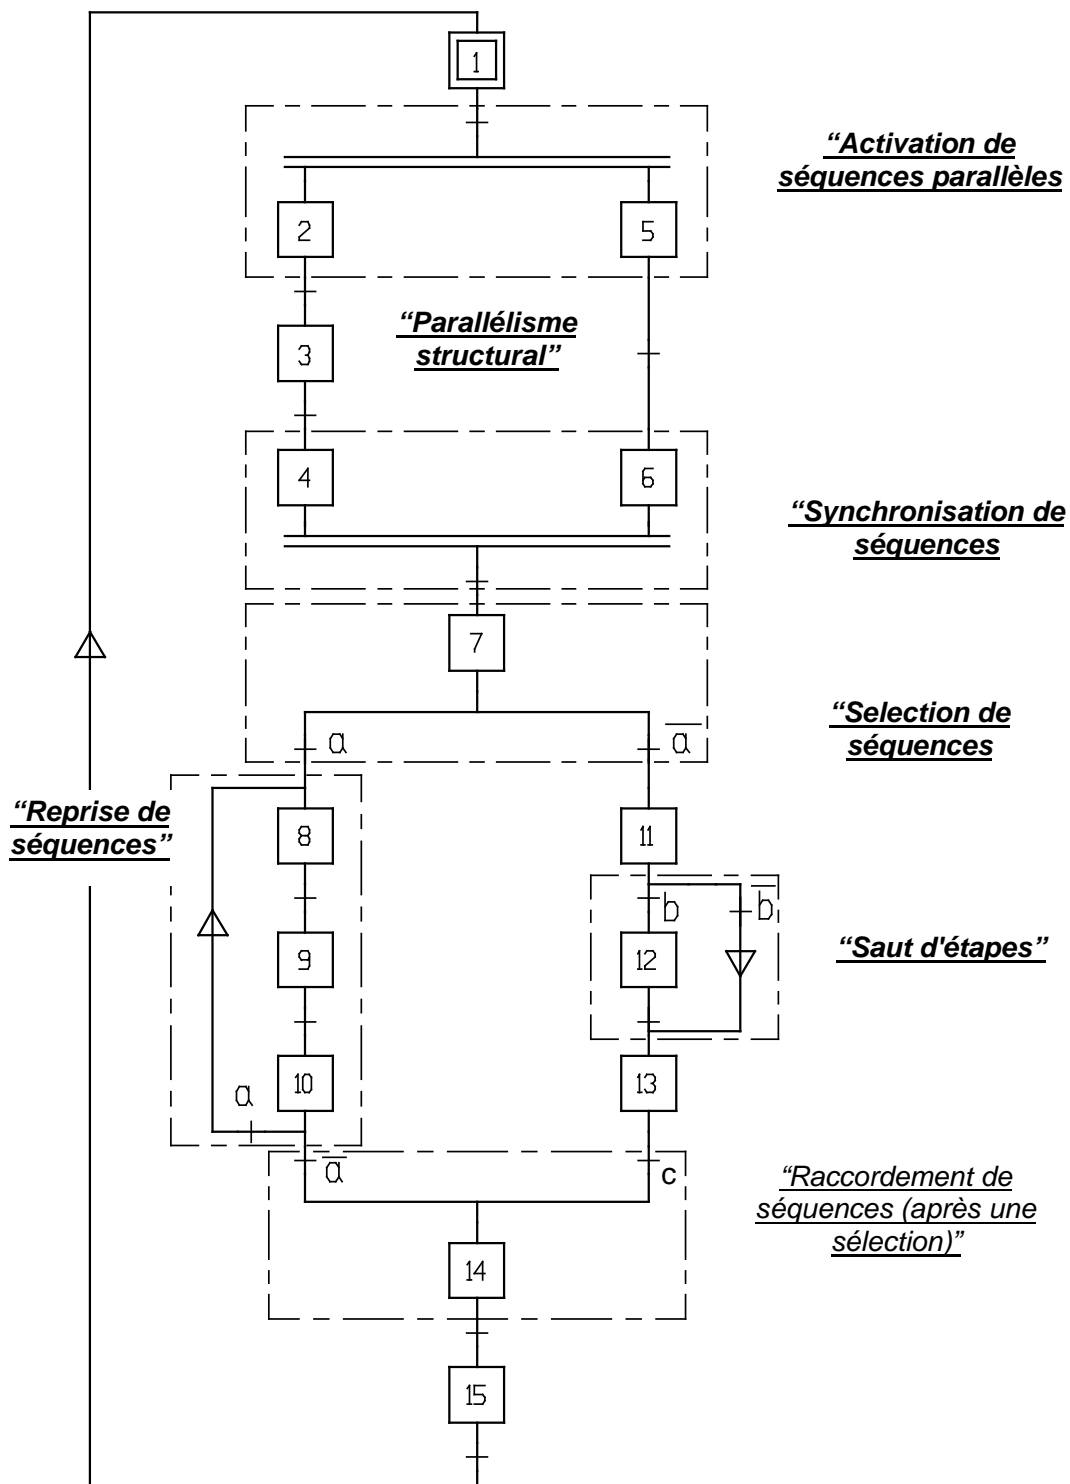 1
“Activation de
séquences parallèles
2
5
“Parallélisme
structural”
3
4
6
“Synchronisation de
séquences
7
“Selection de
séquences
a
a̅
“Reprise de
séquences”
8
11
b
b̅
9
12
“Saut d'étapes”
10
13
a
a̅
c
“Raccordement de
séquences (après une
sélection)”
14
15